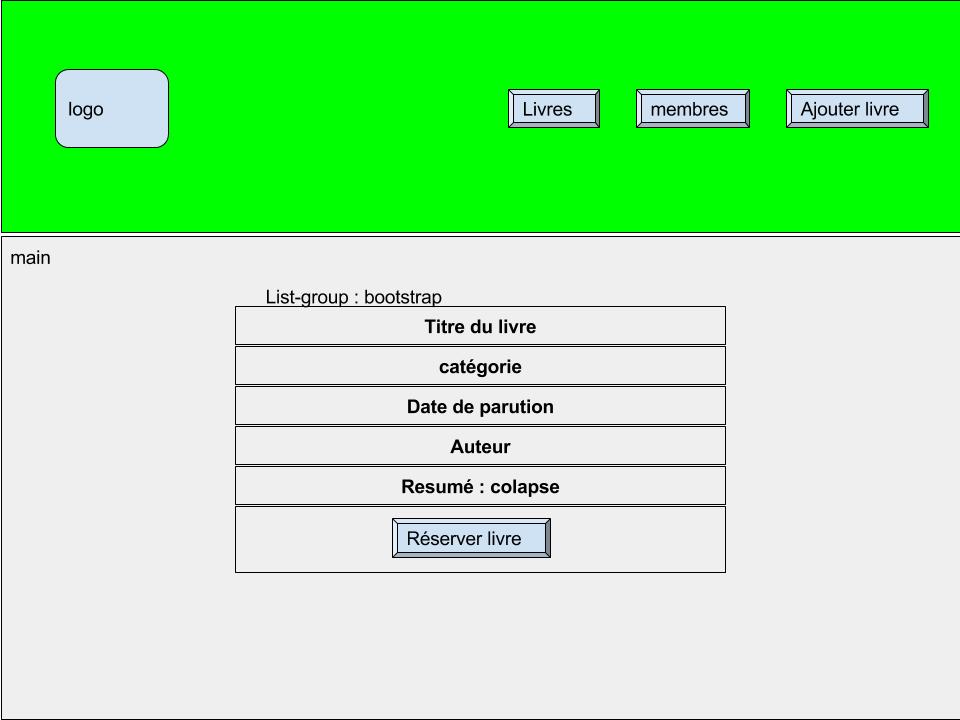 logo
Livres
membres
Ajouter livre
main
List-group : bootstrap
Titre du livre
catégorie
Date de parution
Auteur
Resumé : colapse
Réserver livre